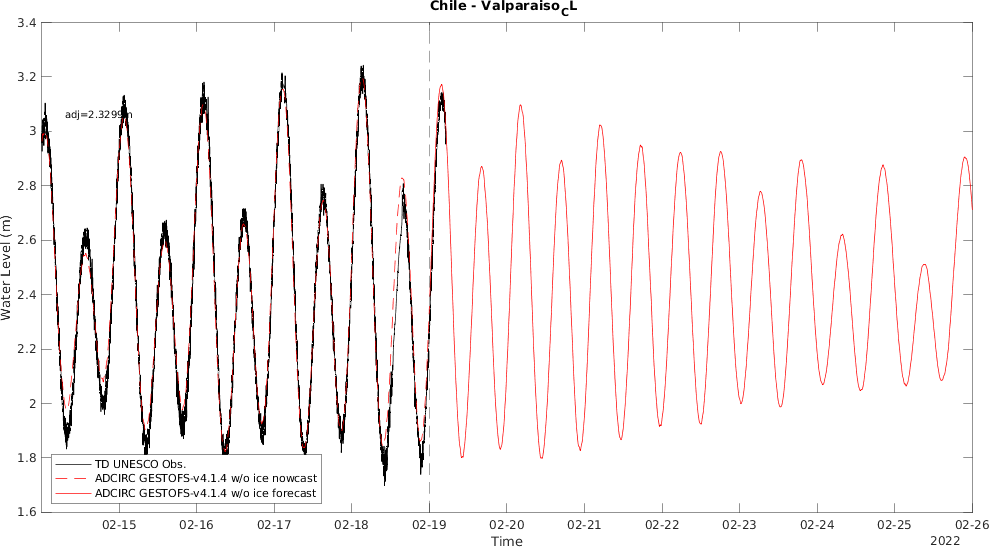 Chile - Valparaiso_CL
adj=2.3299m
Water Level (m)
3.4
3.2
3
2.8
2.6
2.4
2.2
2
1.8
1.6
TD UNESCO Obs.
ADCIRC GESTOFS-v4.1.4 w/o ice nowcast
ADCIRC GESTOFS-v4.1.4 w/o ice forecast
02-15 02-16 02-17 02-18 02-19 02-20 02-21 02-22 02-23 02-24 02-25 02-26
Time
2022